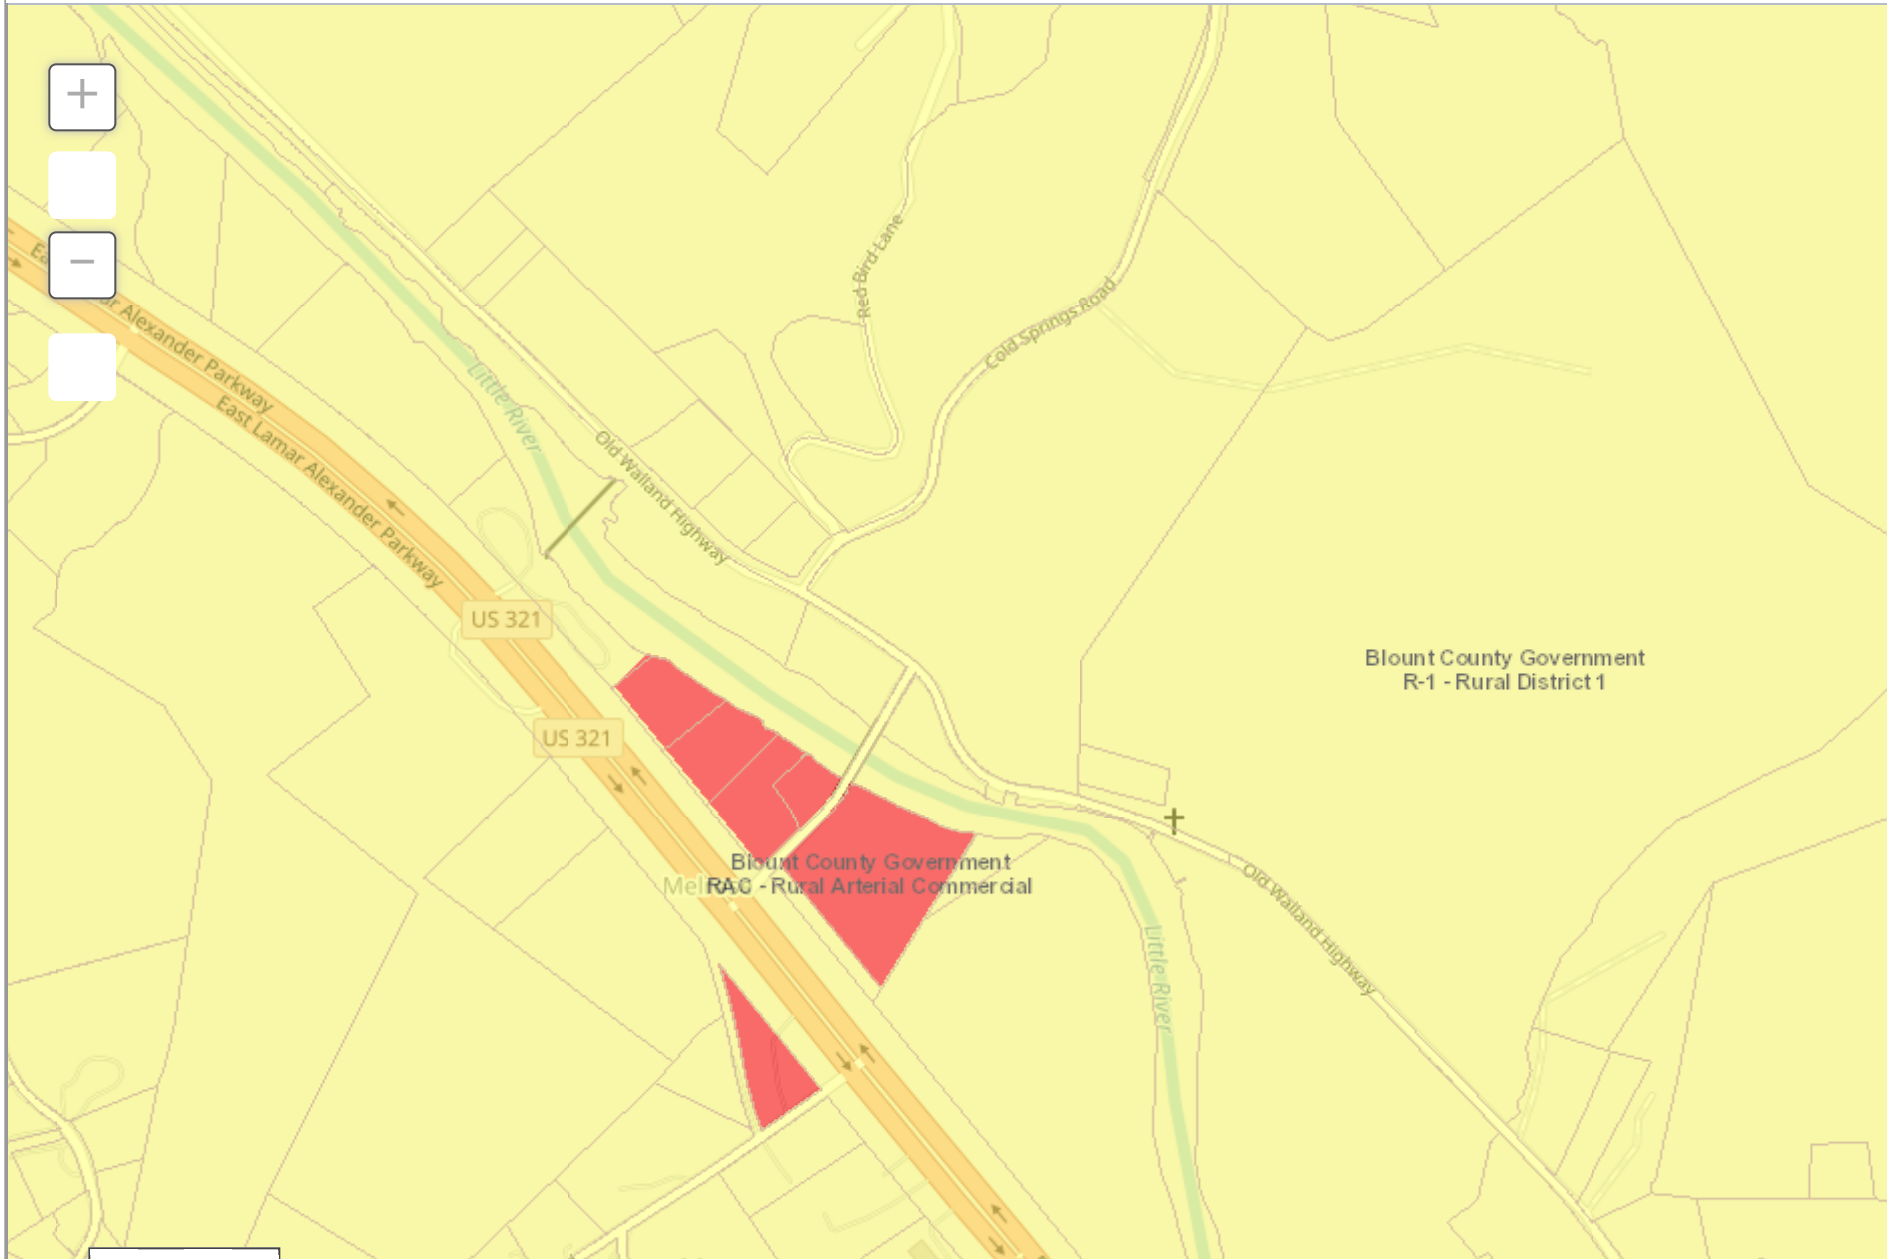 +
−
East Lamar Alexander Parkway
East Lamar Alexander Parkway
Little River
Red Bird Lane
Cold Springs Road
Old Walland Highway
US 321
US 321
Blount County Government
R-1 - Rural District 1
Blount County Government
RAC - Rural Arterial Commercial
Old Walland Highway
Little River